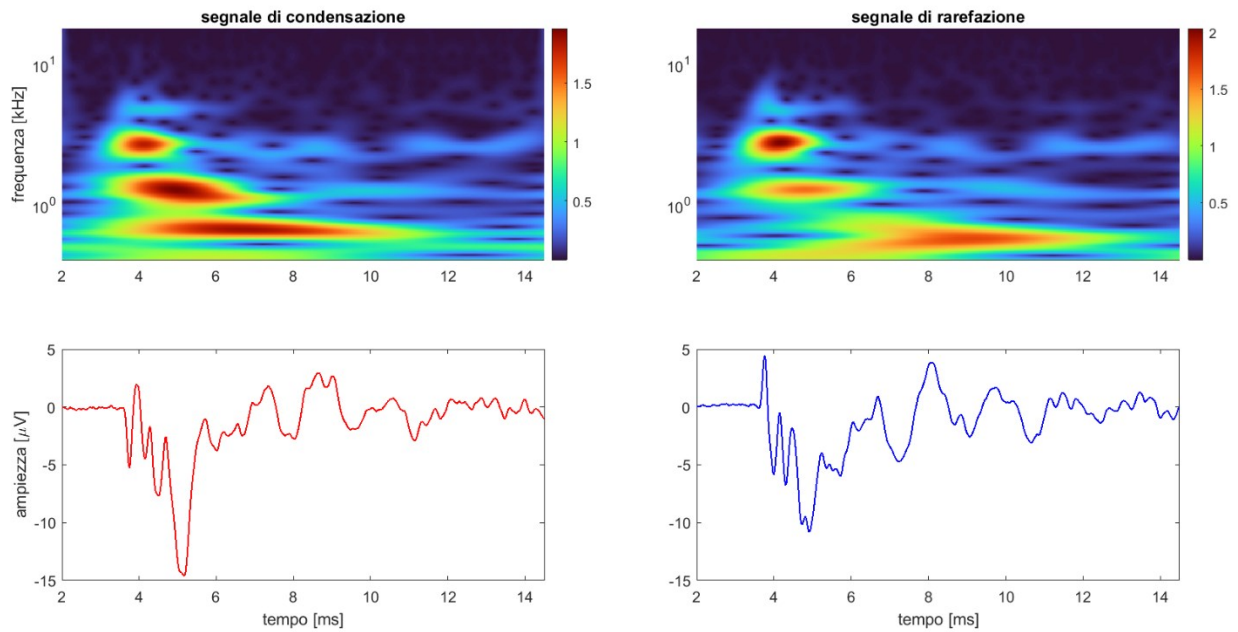 segnale di condensazione
segnale di rarefazione
frequenza [kHz]
10¹
10⁰
2 4 6 8 10 12 14
1.5
1
0.5
10¹
10⁰
2 4 6 8 10 12 14
2
1.5
1
0.5
ampiezza [μV]
5
0
-5
-10
-15
2 4 6 8 10 12 14
tempo [ms]
5
0
-5
-10
-15
2 4 6 8 10 12 14
tempo [ms]